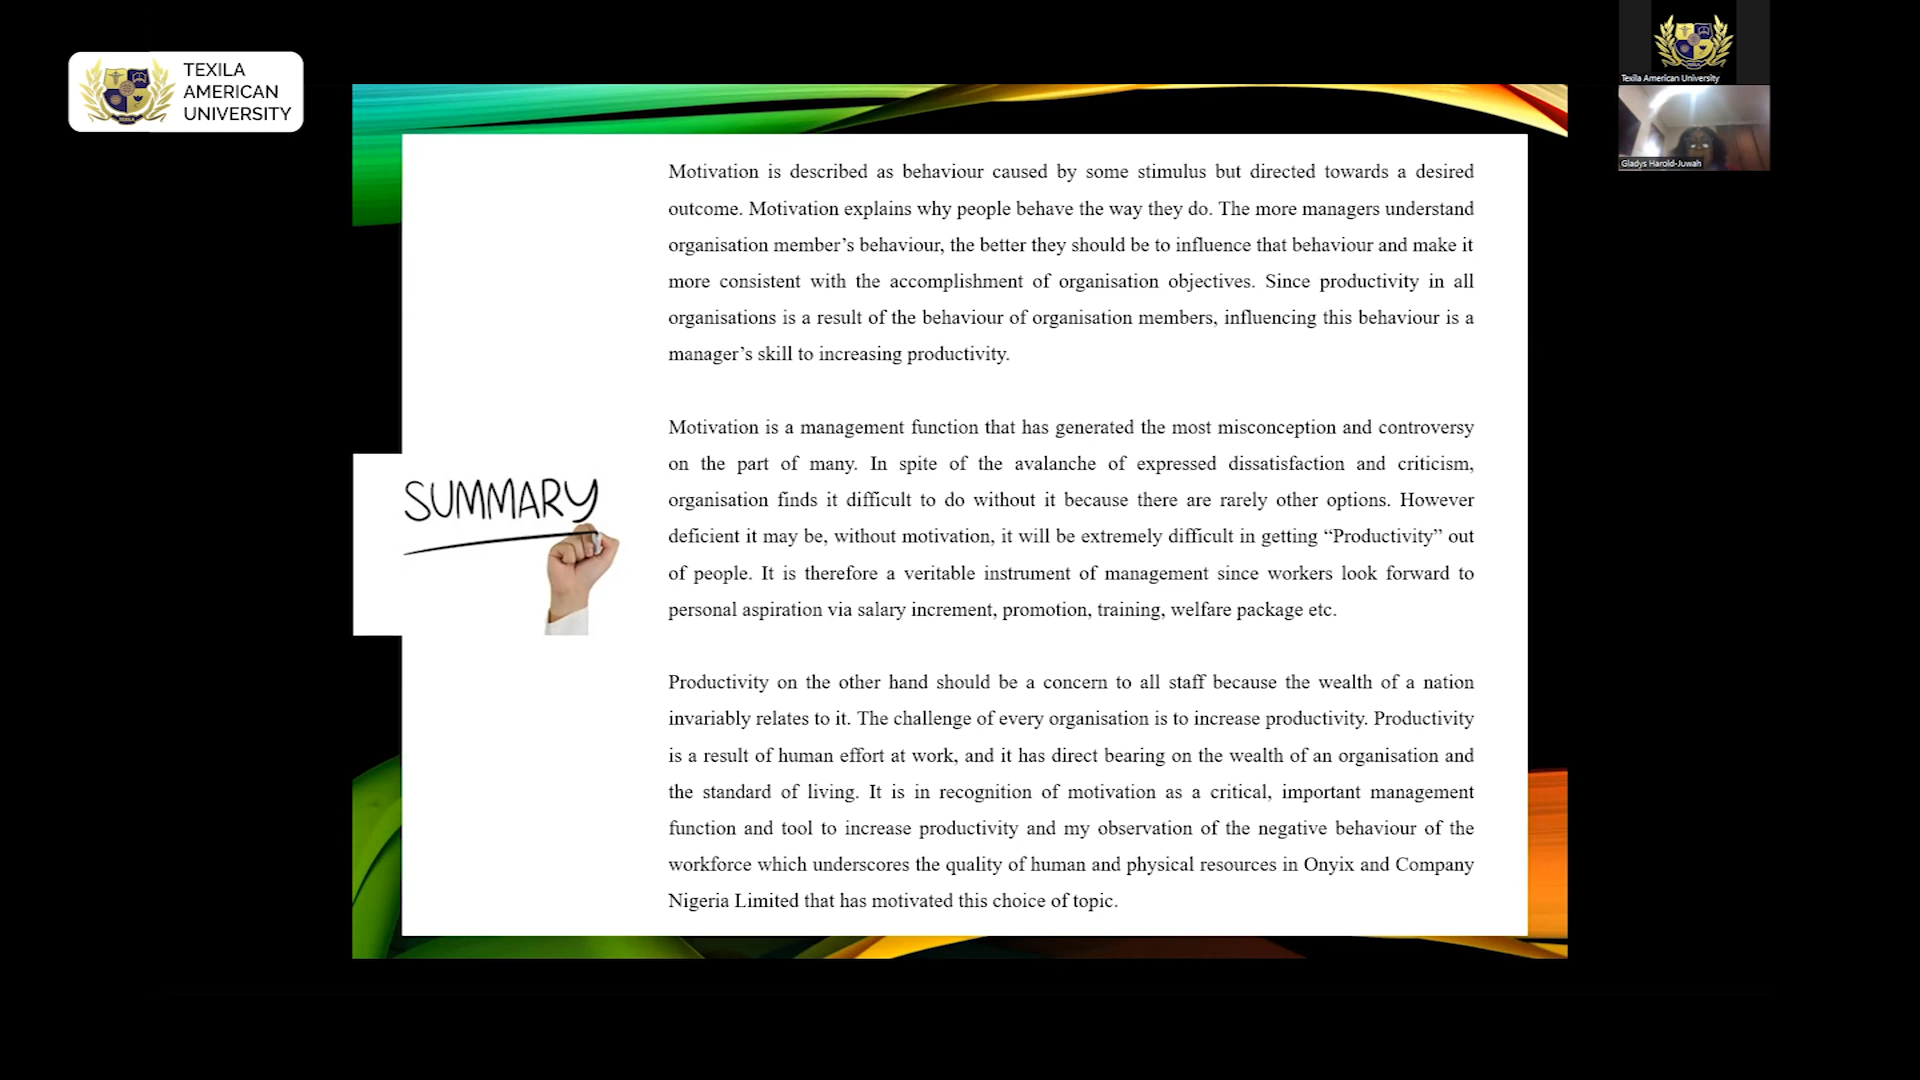 TEXILA
AMERICAN
UNIVERSITY
Texila American University
Gladys Harold-Juwah
Motivation is described as behaviour caused by some stimulus but directed towards a desired
outcome. Motivation explains why people behave the way they do. The more managers understand
organisation member’s behaviour, the better they should be to influence that behaviour and make it
more consistent with the accomplishment of organisation objectives. Since productivity in all
organisations is a result of the behaviour of organisation members, influencing this behaviour is a
manager’s skill to increasing productivity.
Motivation is a management function that has generated the most misconception and controversy
on the part of many. In spite of the avalanche of expressed dissatisfaction and criticism,
organisation finds it difficult to do without it because there are rarely other options. However
deficient it may be, without motivation, it will be extremely difficult in getting “Productivity” out
of people. It is therefore a veritable instrument of management since workers look forward to
personal aspiration via salary increment, promotion, training, welfare package etc.
SUMMARY
Productivity on the other hand should be a concern to all staff because the wealth of a nation
invariably relates to it. The challenge of every organisation is to increase productivity. Productivity
is a result of human effort at work, and it has direct bearing on the wealth of an organisation and
the standard of living. It is in recognition of motivation as a critical, important management
function and tool to increase productivity and my observation of the negative behaviour of the
workforce which underscores the quality of human and physical resources in Onyix and Company
Nigeria Limited that has motivated this choice of topic.